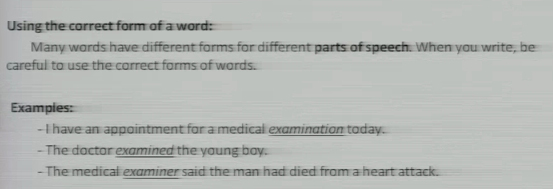 Using the correct form of a word:
Many words have different forms for different parts of speech. When you write, be
careful to use the correct forms of words.
Examples:
- I have an appointment for a medical examination today.
- The doctor examined the young boy.
- The medical examiner said the man had died from a heart attack.